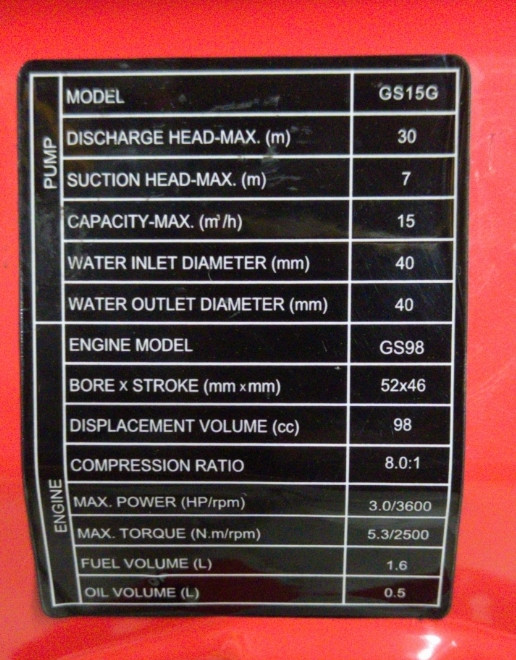 PUMP
MODEL GS15G
DISCHARGE HEAD-MAX. (m) 30
SUCTION HEAD-MAX. (m) 7
CAPACITY-MAX. (m³/h) 15
WATER INLET DIAMETER (mm) 40
WATER OUTLET DIAMETER (mm) 40
ENGINE
ENGINE MODEL GS98
BORE x STROKE (mm x mm) 52x46
DISPLACEMENT VOLUME (cc) 98
COMPRESSION RATIO 8.0:1
MAX. POWER (HP/rpm) 3.0/3600
MAX. TORQUE (N.m/rpm) 5.3/2500
FUEL VOLUME (L) 1.6
OIL VOLUME (L) 0.5